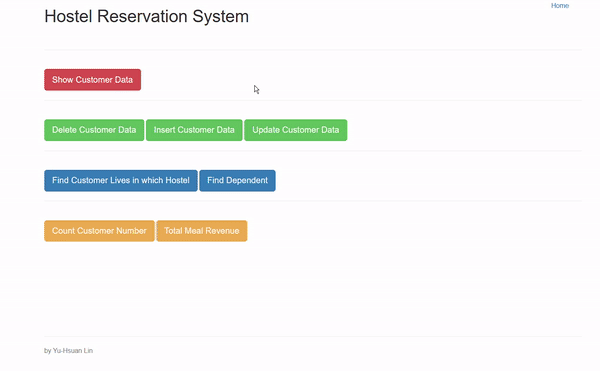 Home
Hostel Reservation System
Show Customer Data
Delete Customer Data Insert Customer Data Update Customer Data
Find Customer Lives in which Hostel Find Dependent
Count Customer Number Total Meal Revenue
by Yu-Hsuan Lin